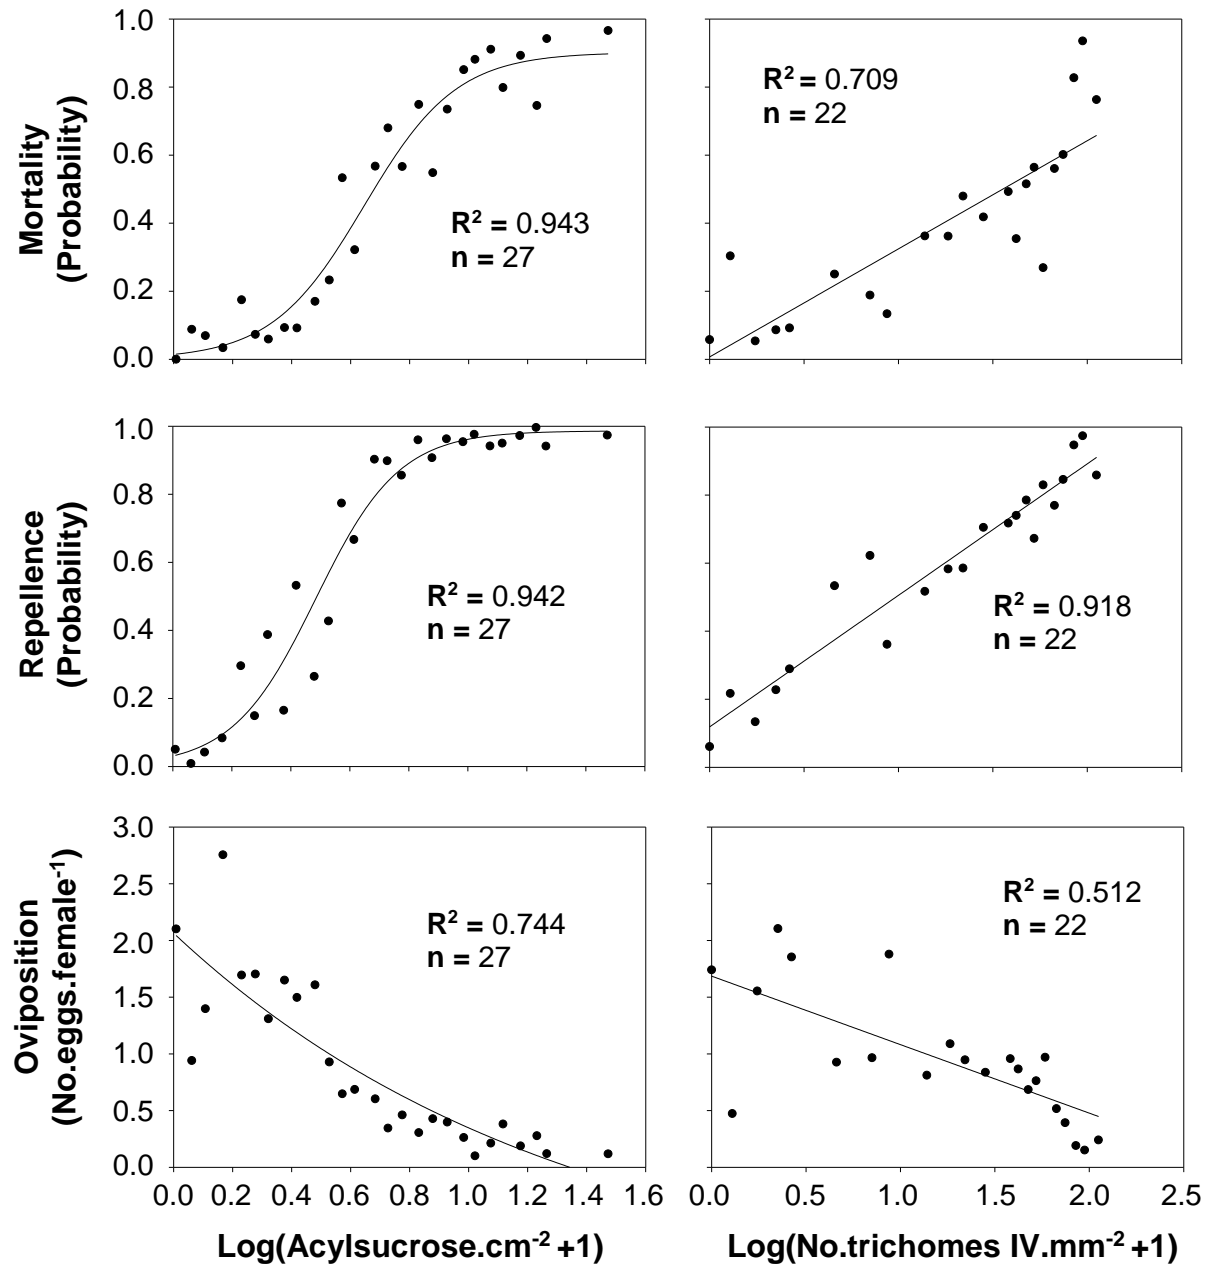 1.0
0.8
0.6
0.4
0.2
0.0
Mortality
(Probability)
R² = 0.943
n = 27
R² = 0.709
n = 22
1.0
0.8
0.6
0.4
0.2
0.0
Repellence
(Probability)
R² = 0.942
n = 27
R² = 0.918
n = 22
3.0
2.5
2.0
1.5
1.0
0.5
0.0
Oviposition
(No.eggs.female⁻¹)
R² = 0.744
n = 27
R² = 0.512
n = 22
0.0 0.2 0.4 0.6 0.8 1.0 1.2 1.4 1.6
0.0 0.5 1.0 1.5 2.0 2.5
Log(Acylsucrose.cm⁻² +1)
Log(No.trichomes IV.mm⁻² +1)